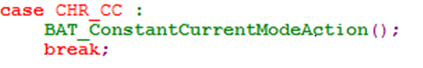 case CHR_CC :
BAT_ConstantCurrentModeAction();
break;